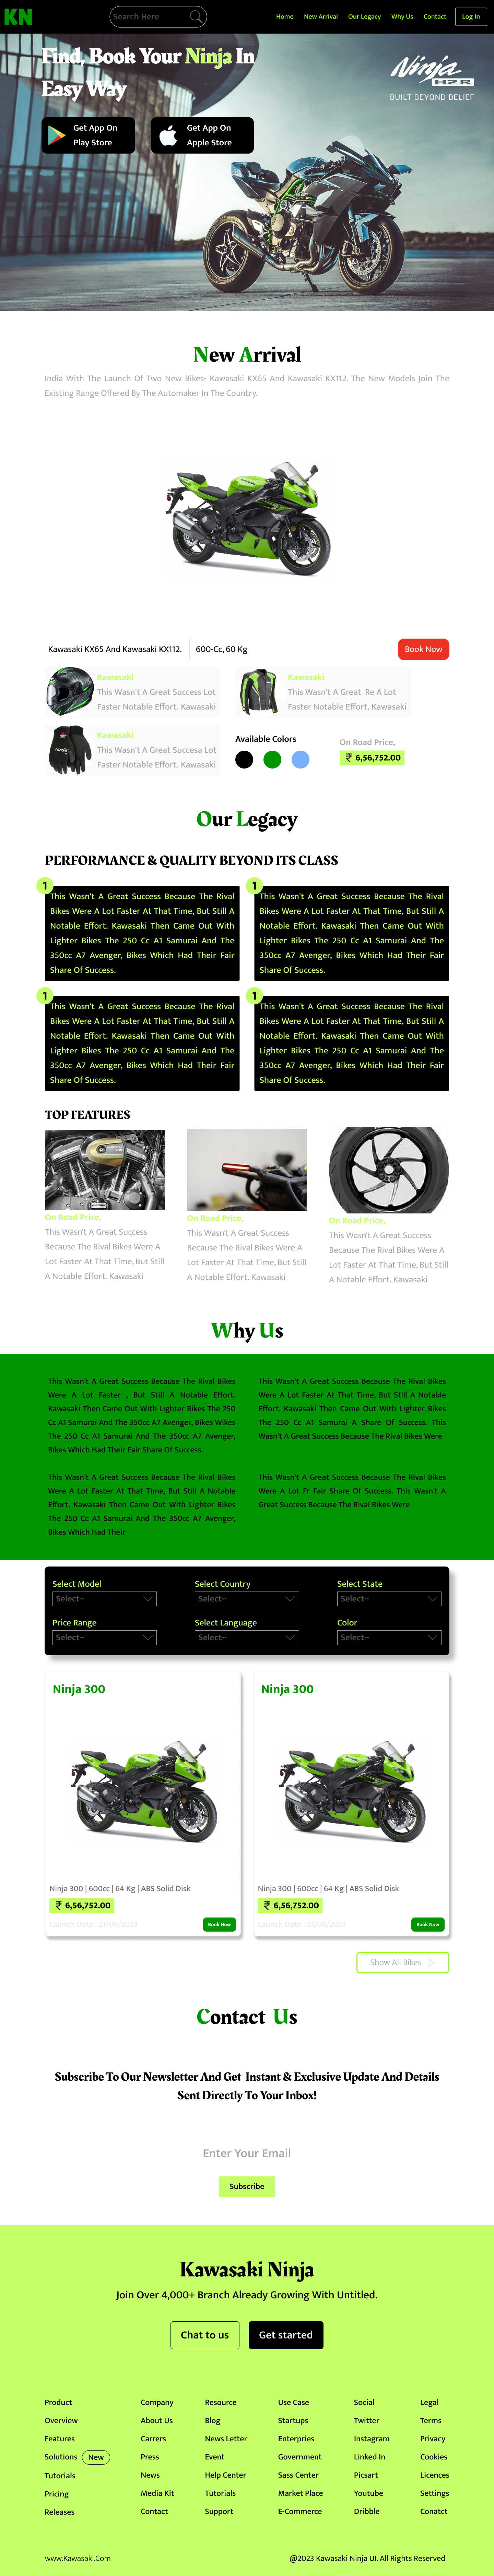 KN
Search Here
Home New Arrival Our Legacy Why Us Contact Log In
Find, Book Your Ninja In
Easy Way
Ninja
H2R
BUILT BEYOND BELIEF
Get App On
Play Store
Get App On
Apple Store
New Arrival
India With The Launch Of Two New Bikes- Kawasaki KX65 And Kawasaki KX112. The New Models Join The
Existing Range Offered By The Automaker In The Country.
Kawasaki KX65 And Kawasaki KX112.
600-Cc, 60 Kg
Book Now
Kawasaki
This Wasn't A Great Success Lot
Faster Notable Effort. Kawasaki
Kawasaki
This Wasn't A Great  Re A Lot
Faster Notable Effort. Kawasaki
Kawasaki
This Wasn't A Great Succesa Lot
Faster Notable Effort. Kawasaki
Available Colors
On Road Price,
₹ 6,56,752.00
Our Legacy
PERFORMANCE & QUALITY BEYOND ITS CLASS
1
This Wasn't A Great Success Because The Rival
Bikes Were A Lot Faster At That Time, But Still A
Notable Effort. Kawasaki Then Came Out With
Lighter Bikes The 250 Cc A1 Samurai And The
350cc A7 Avenger, Bikes Which Had Their Fair
Share Of Success.
1
This Wasn't A Great Success Because The Rival
Bikes Were A Lot Faster At That Time, But Still A
Notable Effort. Kawasaki Then Came Out With
Lighter Bikes The 250 Cc A1 Samurai And The
350cc A7 Avenger, Bikes Which Had Their Fair
Share Of Success.
1
This Wasn't A Great Success Because The Rival
Bikes Were A Lot Faster At That Time, But Still A
Notable Effort. Kawasaki Then Came Out With
Lighter Bikes The 250 Cc A1 Samurai And The
350cc A7 Avenger, Bikes Which Had Their Fair
Share Of Success.
1
This Wasn't A Great Success Because The Rival
Bikes Were A Lot Faster At That Time, But Still A
Notable Effort. Kawasaki Then Came Out With
Lighter Bikes The 250 Cc A1 Samurai And The
350cc A7 Avenger, Bikes Which Had Their Fair
Share Of Success.
TOP FEATURES
On Road Price,
This Wasn't A Great Success
Because The Rival Bikes Were A
Lot Faster At That Time, But Still
A Notable Effort. Kawasaki
On Road Price,
This Wasn't A Great Success
Because The Rival Bikes Were A
Lot Faster At That Time, But Still
A Notable Effort. Kawasaki
On Road Price,
This Wasn't A Great Success
Because The Rival Bikes Were A
Lot Faster At That Time, But Still
A Notable Effort. Kawasaki
Why Us
This Wasn't A Great Success Because The Rival Bikes
Were A Lot Faster , But Still A Notable Effort.
Kawasaki Then Came Out With Lighter Bikes The 250
Cc A1 Samurai And The 350cc A7 Avenger, Bikes Wikes
The 250 Cc A1 Samurai And The 350cc A7 Avenger,
Bikes Which Had Their Fair Share Of Success.
This Wasn't A Great Success Because The Rival Bikes
Were A Lot Faster At That Time, But Still A Notable
Effort. Kawasaki Then Came Out With Lighter Bikes
The 250 Cc A1 Samurai A Share Of Success. This
Wasn't A Great Success Because The Rival Bikes Were
This Wasn't A Great Success Because The Rival Bikes
Were A Lot Faster At That Time, But Still A Notable
Effort. Kawasaki Then Came Out With Lighter Bikes
The 250 Cc A1 Samurai And The 350cc A7 Avenger,
Bikes Which Had Their
This Wasn't A Great Success Because The Rival Bikes
Were A Lot Fr Fair Share Of Success. This Wasn't A
Great Success Because The Rival Bikes Were
Select Model
Select--
Select Country
Select--
Select State
Select--
Price Range
Select--
Select Language
Select--
Color
Select--
Ninja 300
Ninja 300 | 600cc | 64 Kg | ABS Solid Disk
₹ 6,56,752.00
Launch Date : 21/06/2023
Book Now
Ninja 300
Ninja 300 | 600cc | 64 Kg | ABS Solid Disk
₹ 6,56,752.00
Launch Date : 21/06/2023
Book Now
Show All Bikes
Contact Us
Subscribe To Our Newsletter And Get Instant & Exclusive Update And Details
Sent Directly To Your Inbox!
Enter Your Email
Subscribe
Kawasaki Ninja
Join Over 4,000+ Branch Already Growing With Untitled.
Chat to us
Get started
Product
Overview
Features
Solutions New
Tutorials
Pricing
Releases
Company
About Us
Carrers
Press
News
Media Kit
Contact
Resource
Blog
News Letter
Event
Help Center
Tutorials
Support
Use Case
Startups
Enterpries
Government
Sass Center
Market Place
E-Commerce
Social
Twitter
Instagram
Linked In
Picsart
Youtube
Dribble
Legal
Terms
Privacy
Cookies
Licences
Settings
Conatct
www.Kawasaki.Com
@2023 Kawasaki Ninja UI. All Rights Reserved